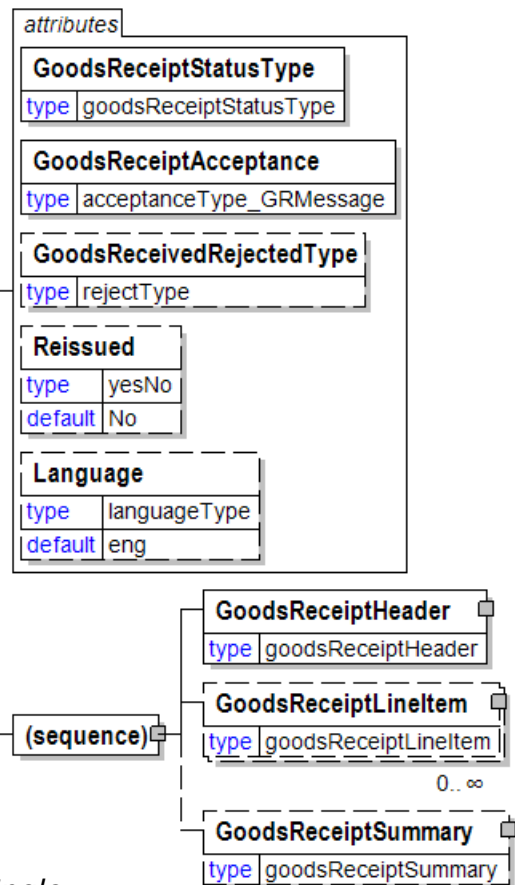 attributes
GoodsReceiptStatusType
type goodsReceiptStatusType
GoodsReceiptAcceptance
type acceptanceType_GRMessage
GoodsReceivedRejectedType
type rejectType
Reissued
type yesNo
default No
Language
type languageType
default eng
GoodsReceiptHeader
type goodsReceiptHeader
(sequence)
GoodsReceiptLineItem
type goodsReceiptLineItem
0..∞
GoodsReceiptSummary
type goodsReceiptSummary